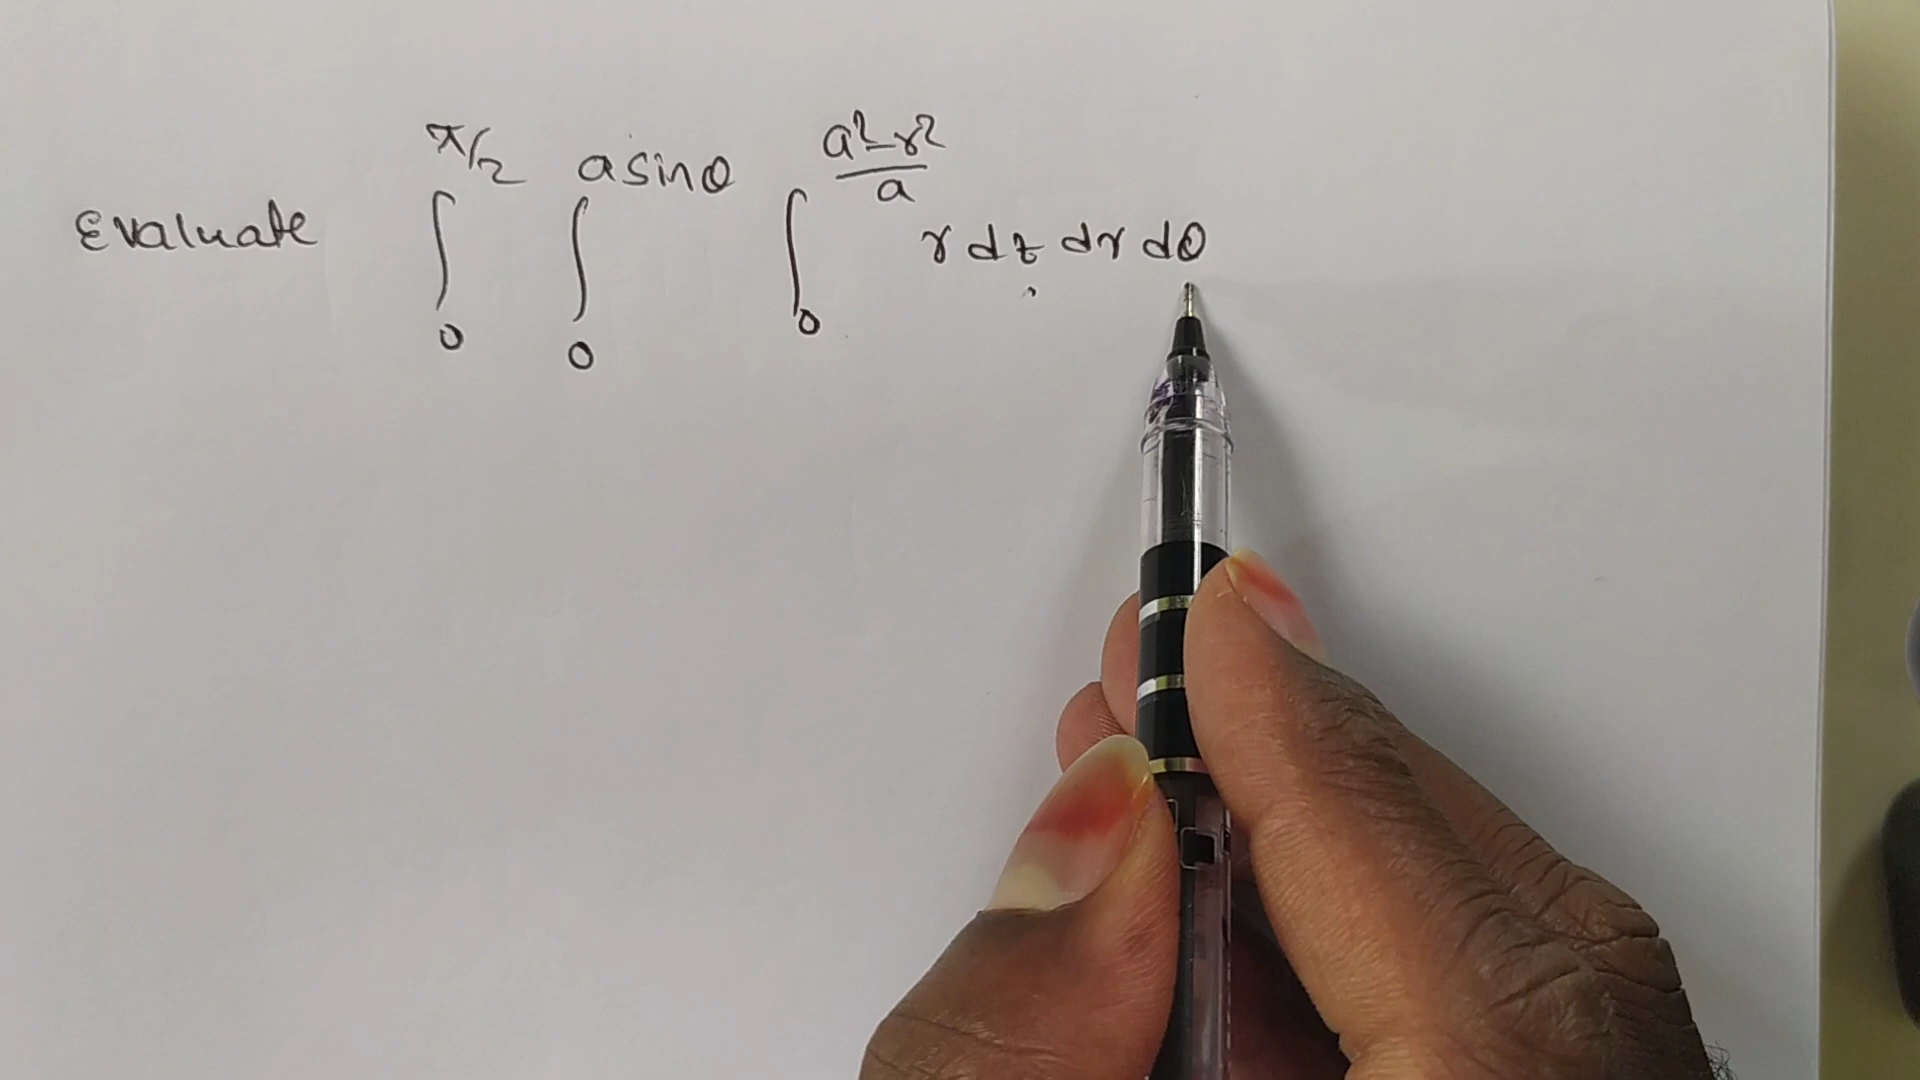 Evaluate ∫₀^{π/2} ∫₀^{a sinθ} ∫₀^{(a²-r²)/a} r dz dr dθ